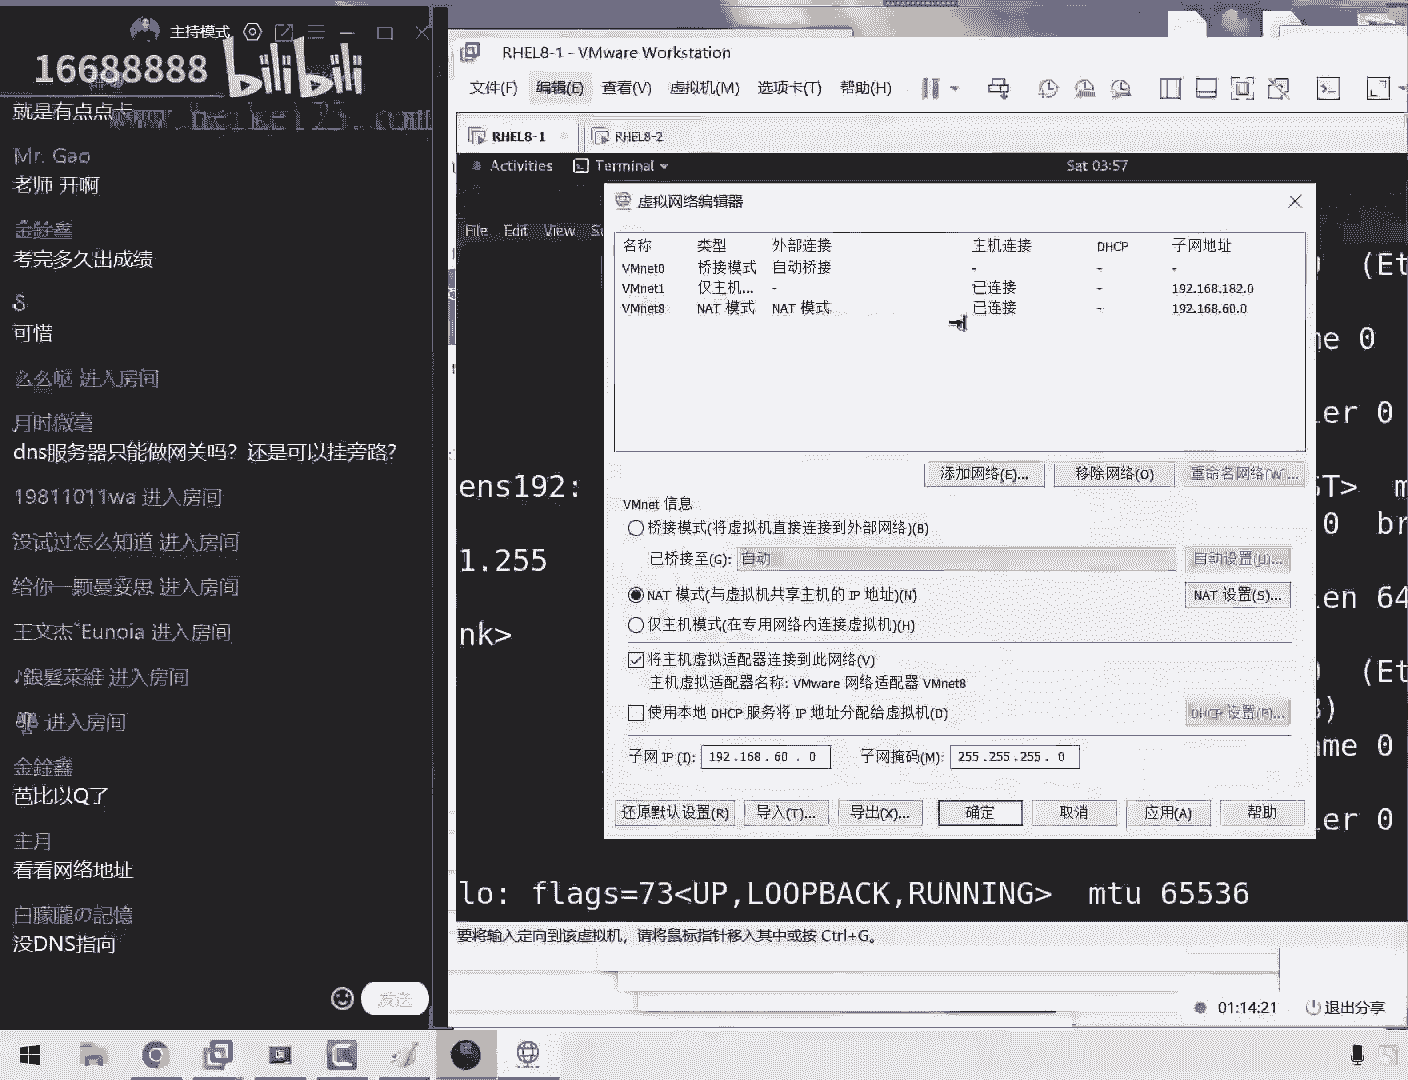 主持模式
16688888
bilibili
就是有点点卡
Mr. Gao
老师 开啊
金銓鑫
考完多久出成绩
S
可惜
么么哒 进入房间
月时微毫
dns服务器只能做网关吗？还是可以挂旁路？
19811011wa 进入房间
没试过怎么知道 进入房间
给你一颗曼妥思 进入房间
王文杰~Eunoia 进入房间
进入房间
进入房间
金銓鑫
芭比以Q了
主月
看看网络地址
白朦朧の記憶
没DNS指向
发送
RHEL8-1 - VMware Workstation
文件(F) 编辑(E) 查看(V) 虚拟机(M) 选项卡(T) 帮助(H)
RHEL8-1 RHEL8-2
Activities Terminal Sat 03:57
File Edit View
虚拟网络编辑器
名称 类型 外部连接 主机连接 DHCP 子网地址
VMnet0 桥接模式 自动桥接 - - -
VMnet1 仅主机... - 已连接 - 192.168.182.0
VMnet8 NAT 模式 NAT 模式 已连接 - 192.168.60.0
添加网络(E)... 移除网络(O) 重命名网络(W)...
VMnet 信息
桥接模式(将虚拟机直接连接到外部网络)(B)
已桥接至(G): 自动 自动设置(U)...
NAT 模式(与虚拟机共享主机的 IP 地址)(N) NAT 设置(S)...
仅主机模式(在专用网络内连接虚拟机)(H)
将主机虚拟适配器连接到此网络(V)
主机虚拟适配器名称: VMware 网络适配器 VMnet8
使用本地 DHCP 服务将 IP 地址分配给虚拟机(D) DHCP 设置(P)...
子网 IP (I): 192 .168 . 60 . 0 子网掩码(M): 255 .255 .255 . 0
还原默认设置(R) 导入(T)... 导出(X)... 确定 取消 应用(A) 帮助
(Et
ne 0
ler 0
ens192: ST> m
0 br
1.255
en 64
nk>
(Et
)
me 0
er 0
lo: flags=73<UP,LOOPBACK,RUNNING> mtu 65536
要将输入定向到该虚拟机，请将鼠标指针移入其中或按 Ctrl+G。
01:14:21 退出分享